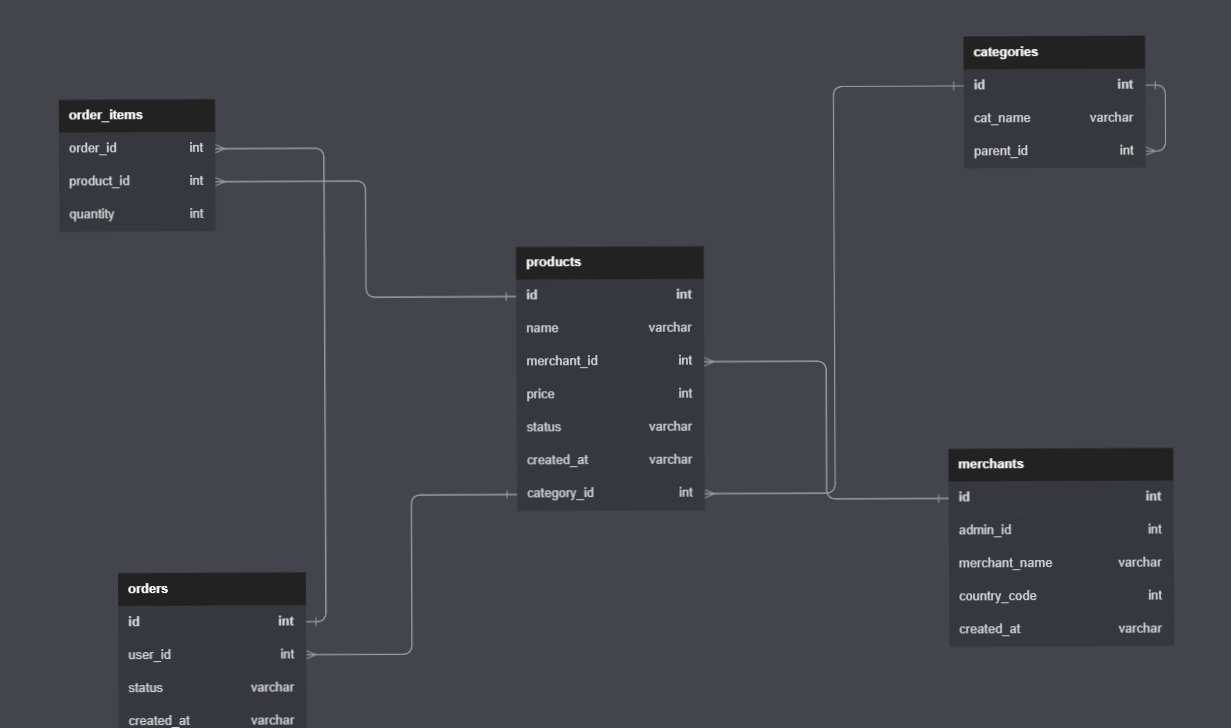 order_items
order_id int
product_id int
quantity int
categories
id int
cat_name varchar
parent_id int
products
id int
name varchar
merchant_id int
price int
status varchar
created_at varchar
category_id int
merchants
id int
admin_id int
merchant_name varchar
country_code int
created_at varchar
orders
id int
user_id int
status varchar
created_at varchar